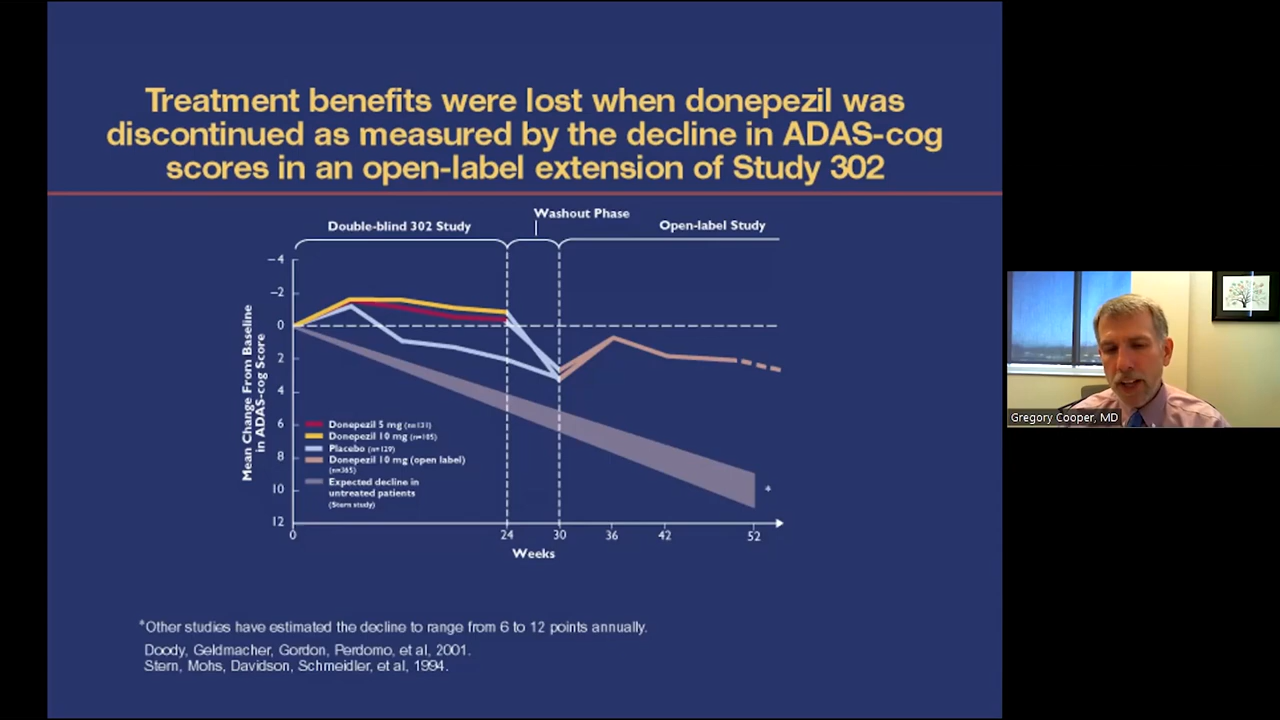 Treatment benefits were lost when donepezil was
discontinued as measured by the decline in ADAS-cog
scores in an open-label extension of Study 302
Washout Phase
Double-blind 302 Study
Open-label Study
Mean Change From Baseline
in ADAS-cog Score
−4
−2
0
2
4
6
8
10
12
Donepezil 5 mg (n=131)
Donepezil 10 mg (n=105)
Placebo (n=129)
Donepezil 10 mg (open label)
(n=365)
Expected decline in
untreated patients
(Stern study)
*
0
24
30
36
42
52
Weeks
*Other studies have estimated the decline to range from 6 to 12 points annually.
Doody, Geldmacher, Gordon, Perdomo, et al, 2001.
Stern, Mohs, Davidson, Schmeidler, et al, 1994.
Gregory Cooper, MD